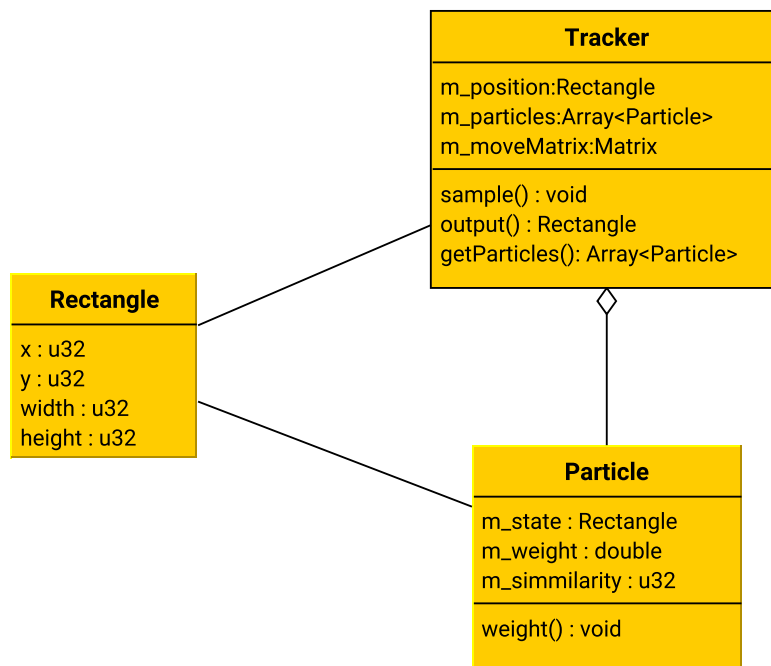 Tracker
m_position:Rectangle
m_particles:Array<Particle>
m_moveMatrix:Matrix
sample() : void
output() : Rectangle
getParticles(): Array<Particle>
Rectangle
x : u32
y : u32
width : u32
height : u32
Particle
m_state : Rectangle
m_weight : double
m_simmilarity : u32
weight() : void